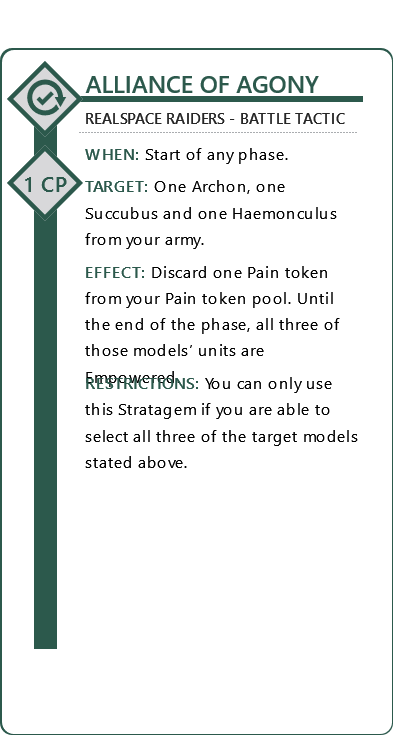 ALLIANCE OF AGONY
REALSPACE RAIDERS - BATTLE TACTIC
WHEN: Start of any phase.
1 CP
TARGET: One Archon, one
Succubus and one Haemonculus
from your army.
EFFECT: Discard one Pain token
from your Pain token pool. Until
the end of the phase, all three of
those models’ units are
Empowered.
RESTRICTIONS: You can only use
this Stratagem if you are able to
select all three of the target models
stated above.